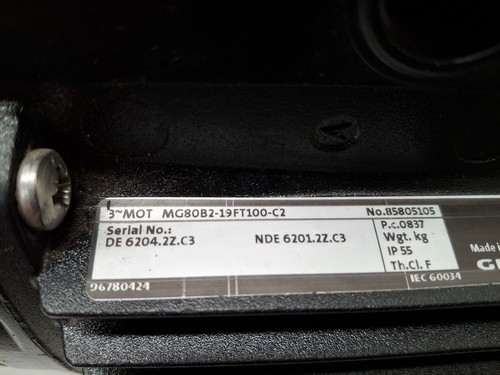 3~MOT MG80B2-19FT100-C2 No.85805105
Serial No.: P.c.0837
DE 6204.2Z.C3 NDE 6201.2Z.C3 Wgt. kg
IP 55
Th.Cl. F
Made in
96780424 IEC 60034